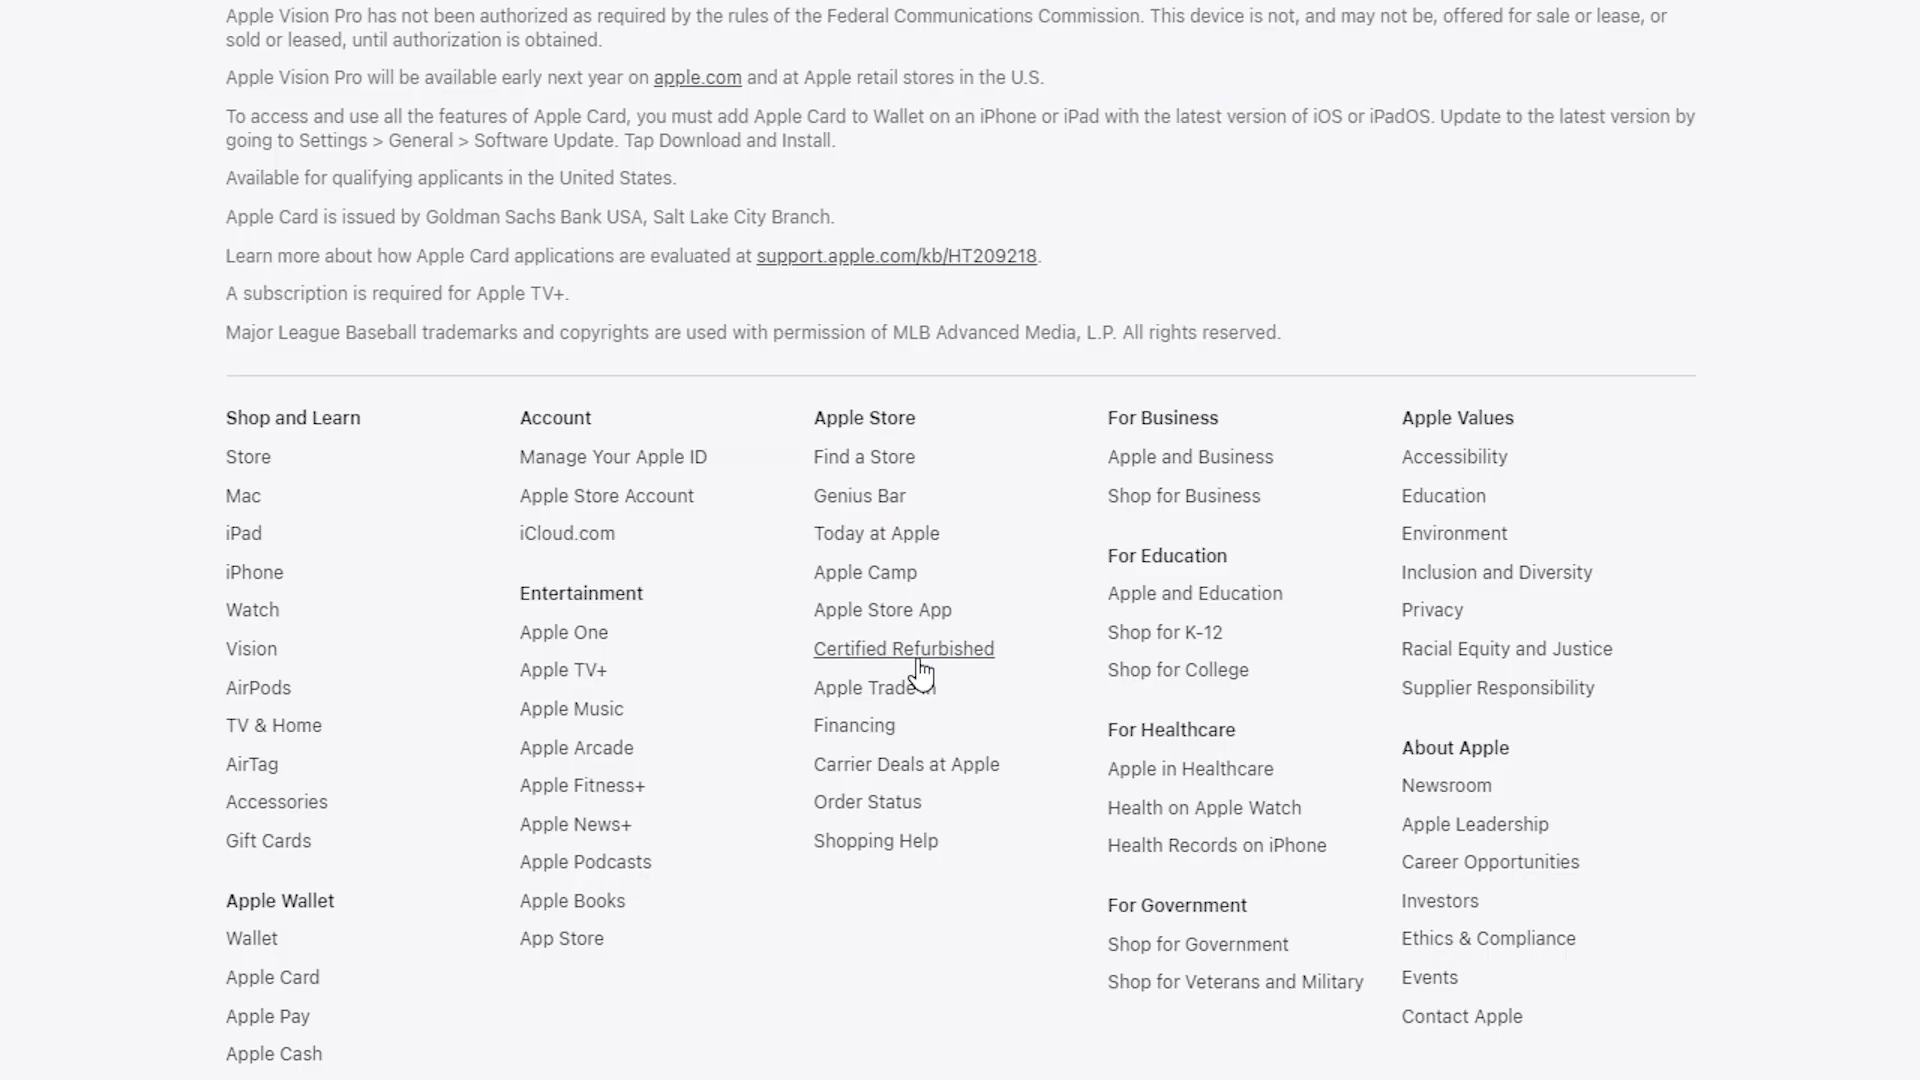 Apple Vision Pro has not been authorized as required by the rules of the Federal Communications Commission. This device is not, and may not be, offered for sale or lease, or
sold or leased, until authorization is obtained.
Apple Vision Pro will be available early next year on apple.com and at Apple retail stores in the U.S.
To access and use all the features of Apple Card, you must add Apple Card to Wallet on an iPhone or iPad with the latest version of iOS or iPadOS. Update to the latest version by
going to Settings > General > Software Update. Tap Download and Install.
Available for qualifying applicants in the United States.
Apple Card is issued by Goldman Sachs Bank USA, Salt Lake City Branch.
Learn more about how Apple Card applications are evaluated at support.apple.com/kb/HT209218.
A subscription is required for Apple TV+.
Major League Baseball trademarks and copyrights are used with permission of MLB Advanced Media, L.P. All rights reserved.
Shop and Learn
Store
Mac
iPad
iPhone
Watch
Vision
AirPods
TV & Home
AirTag
Accessories
Gift Cards
Apple Wallet
Wallet
Apple Card
Apple Pay
Apple Cash
Account
Manage Your Apple ID
Apple Store Account
iCloud.com
Entertainment
Apple One
Apple TV+
Apple Music
Apple Arcade
Apple Fitness+
Apple News+
Apple Podcasts
Apple Books
App Store
Apple Store
Find a Store
Genius Bar
Today at Apple
Apple Camp
Apple Store App
Certified Refurbished
Apple Trade In
Financing
Carrier Deals at Apple
Order Status
Shopping Help
For Business
Apple and Business
Shop for Business
For Education
Apple and Education
Shop for K-12
Shop for College
For Healthcare
Apple in Healthcare
Health on Apple Watch
Health Records on iPhone
For Government
Shop for Government
Shop for Veterans and Military
Apple Values
Accessibility
Education
Environment
Inclusion and Diversity
Privacy
Racial Equity and Justice
Supplier Responsibility
About Apple
Newsroom
Apple Leadership
Career Opportunities
Investors
Ethics & Compliance
Events
Contact Apple